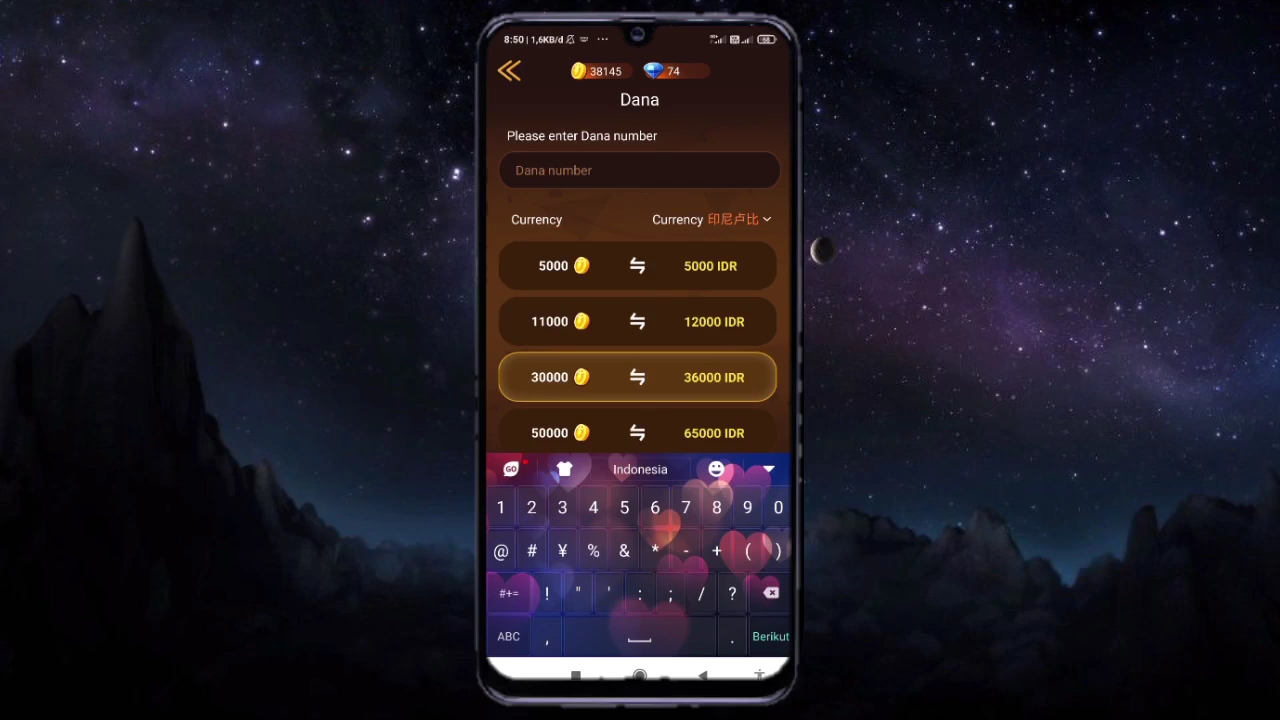 8:50 | 1,6KB/d ...
68
38145 74
Dana
Please enter Dana number
Dana number
Currency Currency 印尼卢比
5000 5000 IDR
11000 12000 IDR
30000 36000 IDR
50000 65000 IDR
GO Indonesia
1 2 3 4 5 6 7 8 9 0
@ # ¥ % & * - + ( )
#+= ! " ' : ; / ?
ABC , . Berikut